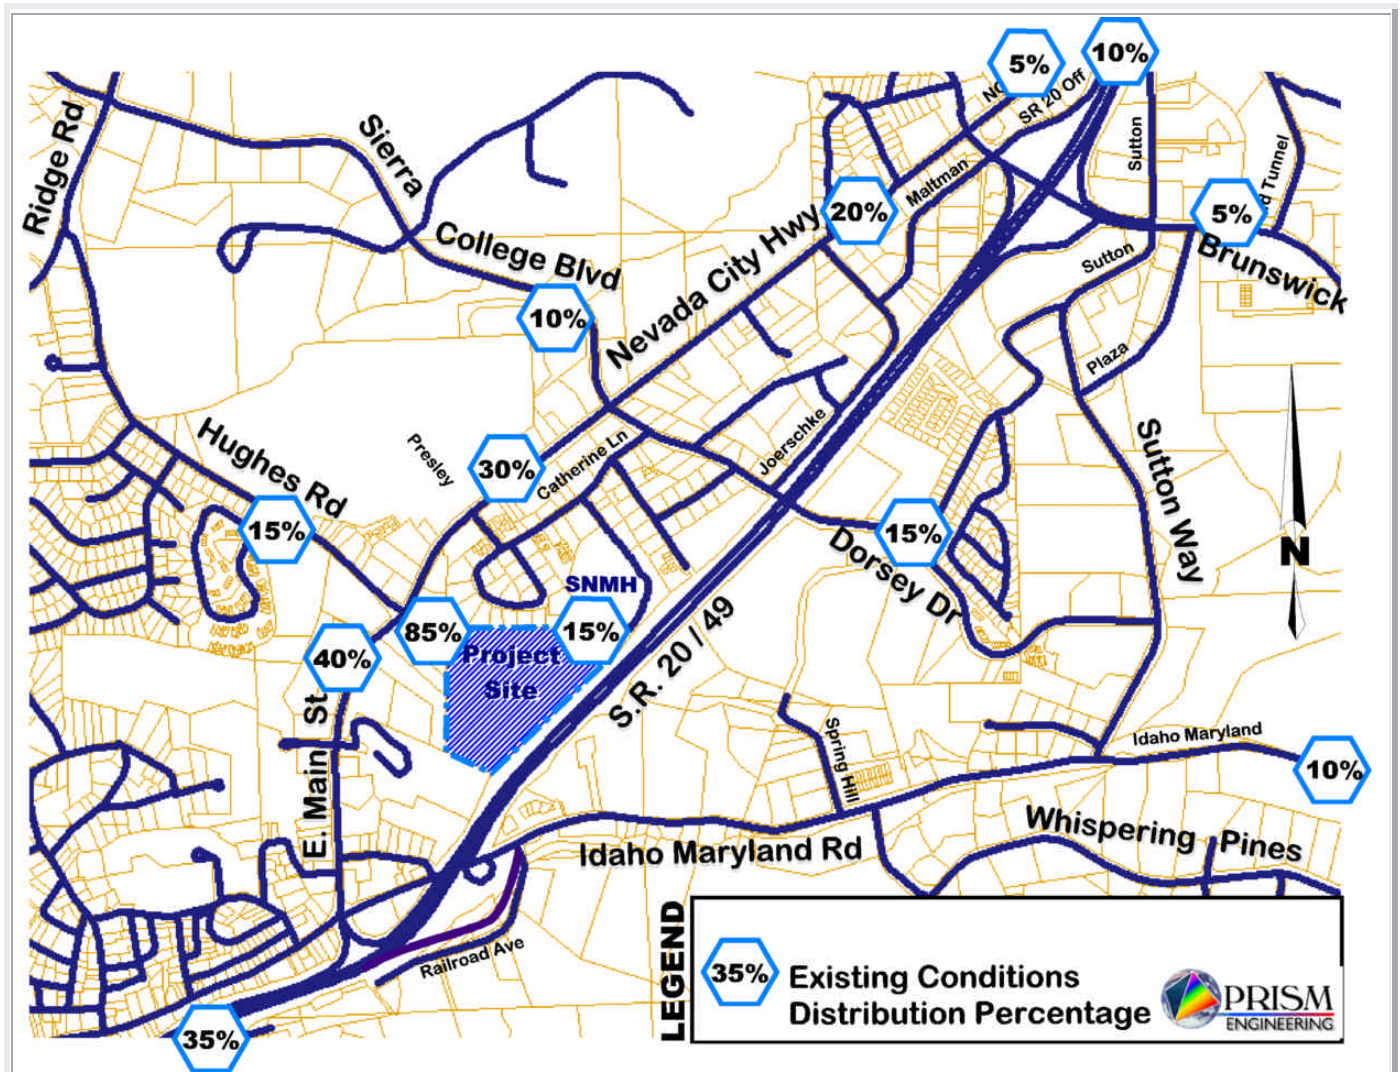 5%
10%
NC
SR 20 Off
Ridge Rd
Sierra
College Blvd
Sutton
d Tunnel
Maltman
20%
5%
Nevada City Hwy
Sutton
Brunswick
10%
Plaza
Hughes Rd
Presley
30%
Catherine Ln
Joerschke
Sutton Way
15%
15%
Dorsey Dr
N
SNMH
85%
15%
40%
Project
Site
S.R. 20 / 49
E. Main St
Spring Hill
Idaho Maryland
10%
Idaho Maryland Rd
Whispering Pines
Railroad Ave
35%
LEGEND
35%
Existing Conditions
Distribution Percentage
PRISM
ENGINEERING